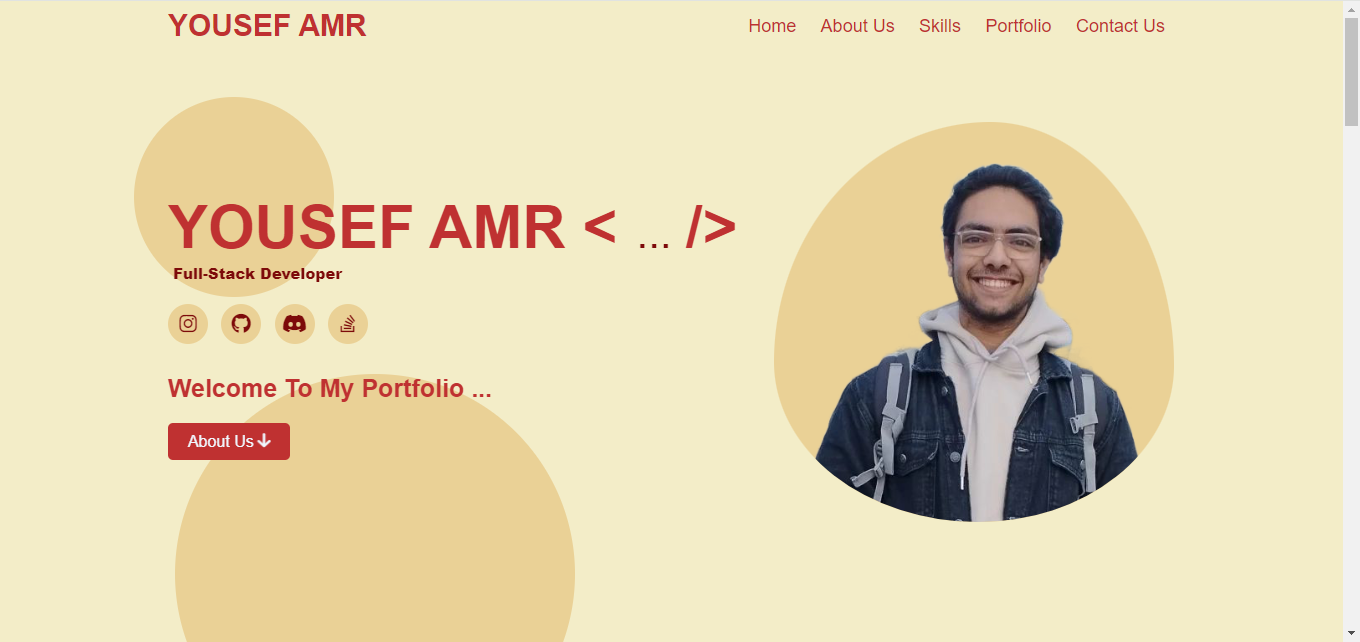 YOUSEF AMR
Home About Us Skills Portfolio Contact Us
YOUSEF AMR < ... />
Full-Stack Developer
Welcome To My Portfolio ...
About Us